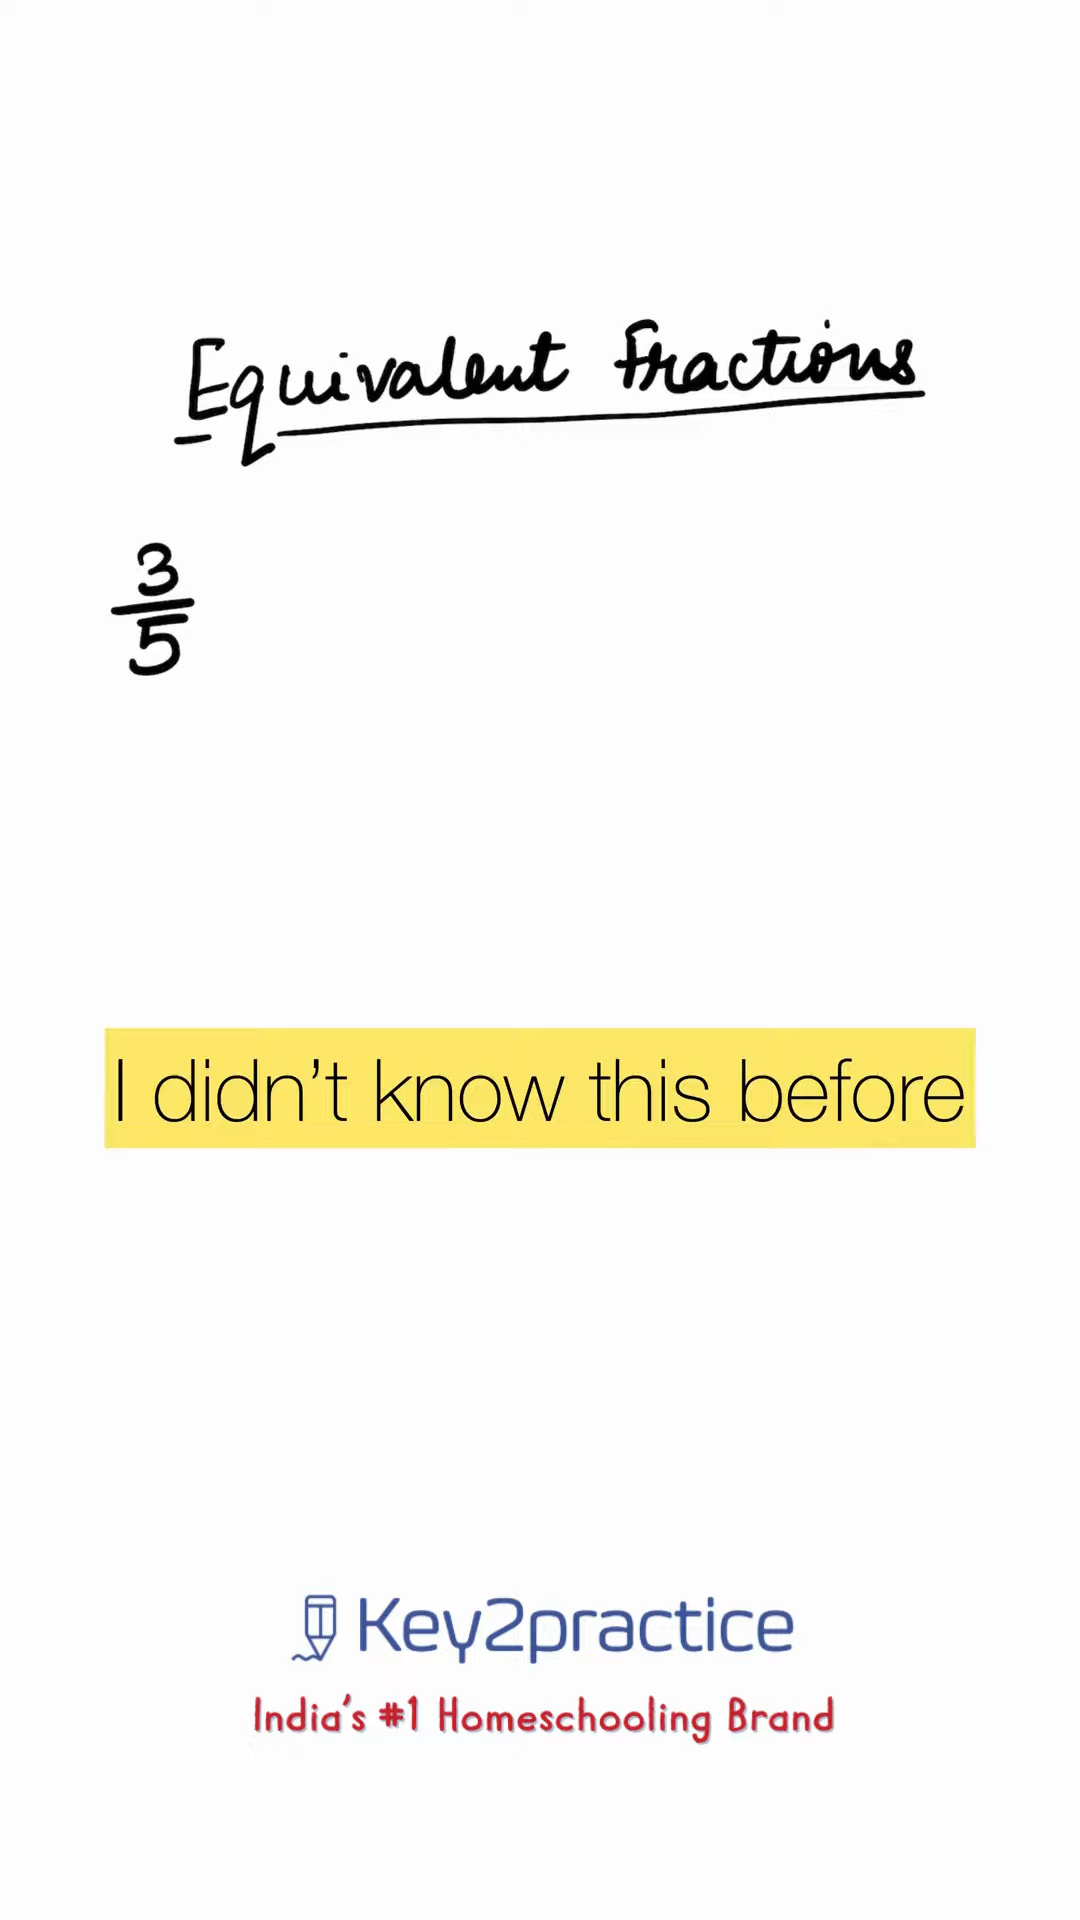 Equivalent Fractions
3
5
I didn't know this before
Key2practice
India's #1 Homeschooling Brand